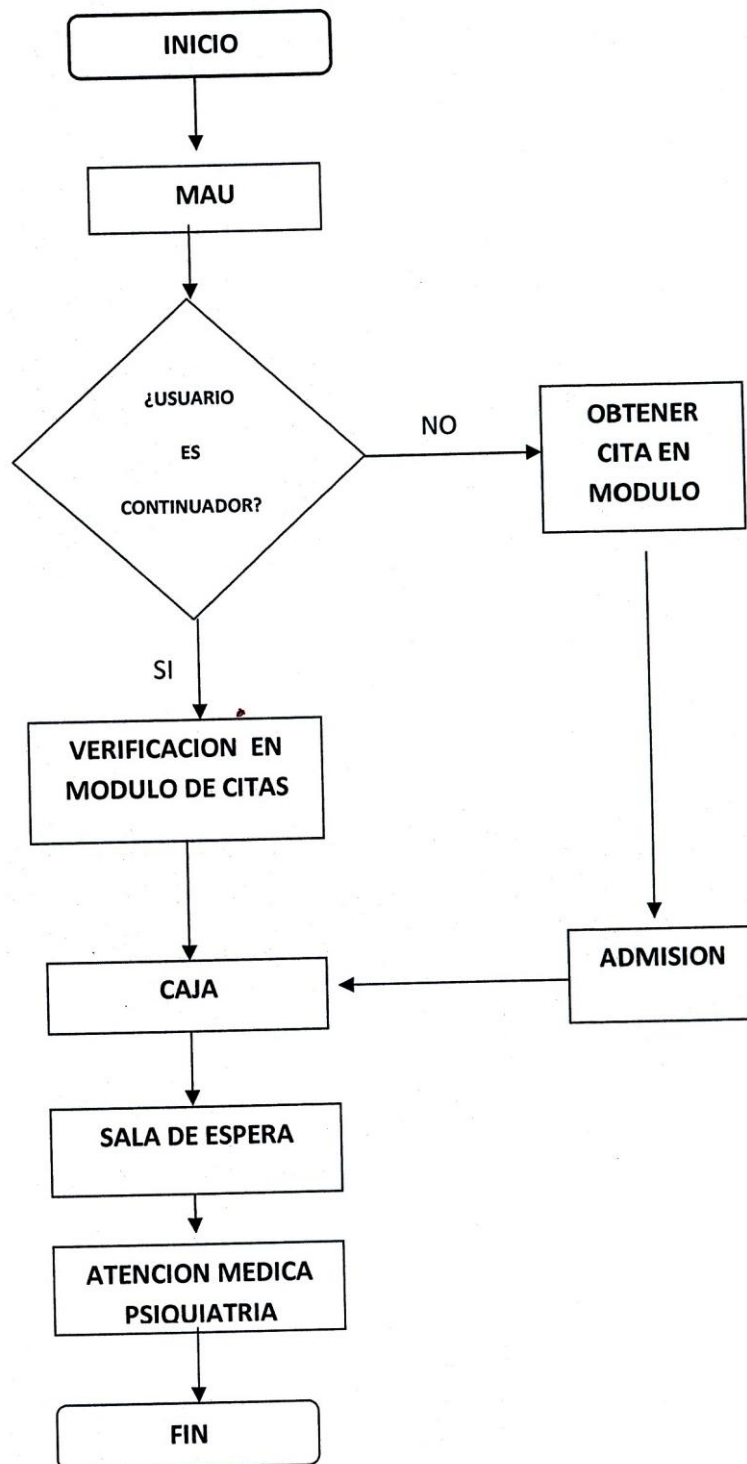 INICIO
MAU
¿USUARIO
ES
CONTINUADOR?
NO
OBTENER
CITA EN
MODULO
SI
VERIFICACION EN
MODULO DE CITAS
ADMISION
CAJA
SALA DE ESPERA
ATENCION MEDICA
PSIQUIATRIA
FIN